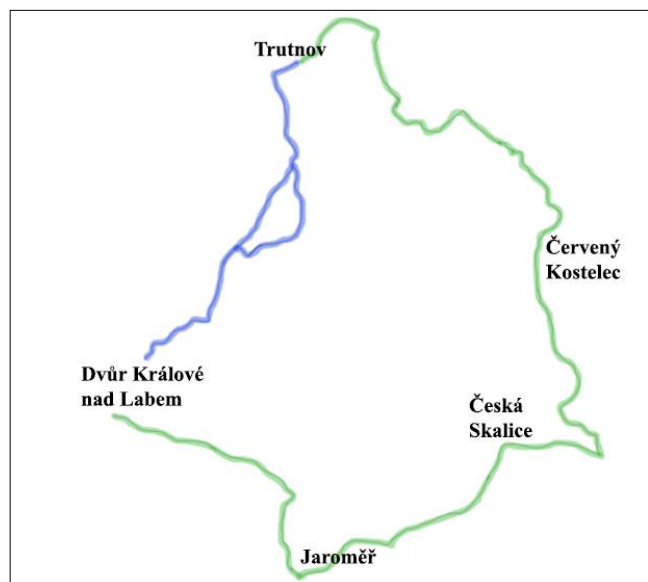 Trutnov
Červený
Kostelec
Dvůr Králové
nad Labem
Česká
Skalice
Jaroměř